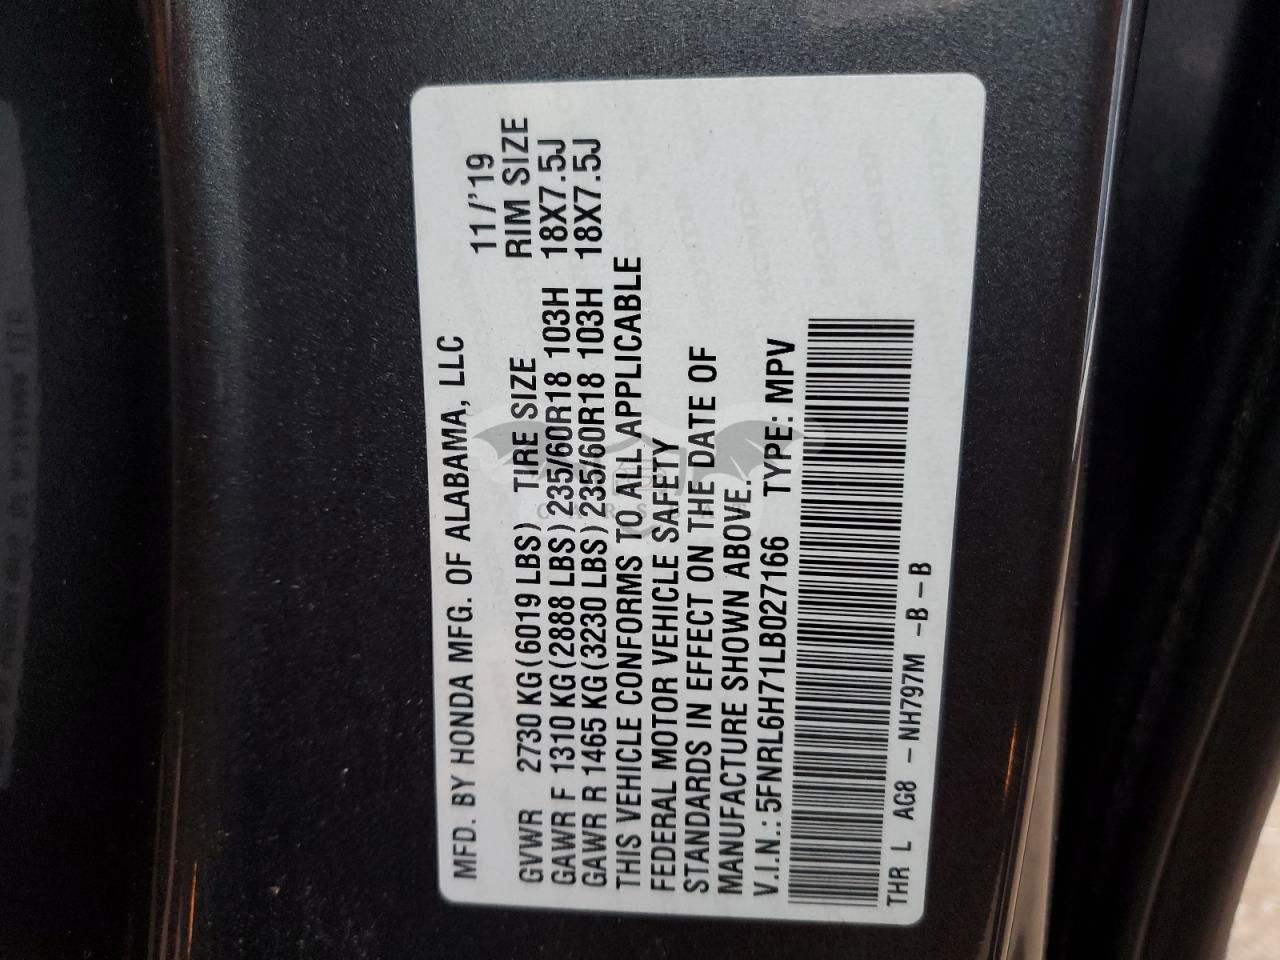 MFD. BY HONDA MFG. OF ALABAMA, LLC 11/'19
GVWR 2730 KG(6019 LBS) TIRE SIZE RIM SIZE
GAWR F 1310 KG(2888 LBS) 235/60R18 103H 18X7.5J
GAWR R 1465 KG(3230 LBS) 235/60R18 103H 18X7.5J
THIS VEHICLE CONFORMS TO ALL APPLICABLE
FEDERAL MOTOR VEHICLE SAFETY
STANDARDS IN EFFECT ON THE DATE OF
MANUFACTURE SHOWN ABOVE.
V.I.N.: 5FNRL6H71LB027166 TYPE: MPV
THR L AG8 -NH797M -B-B